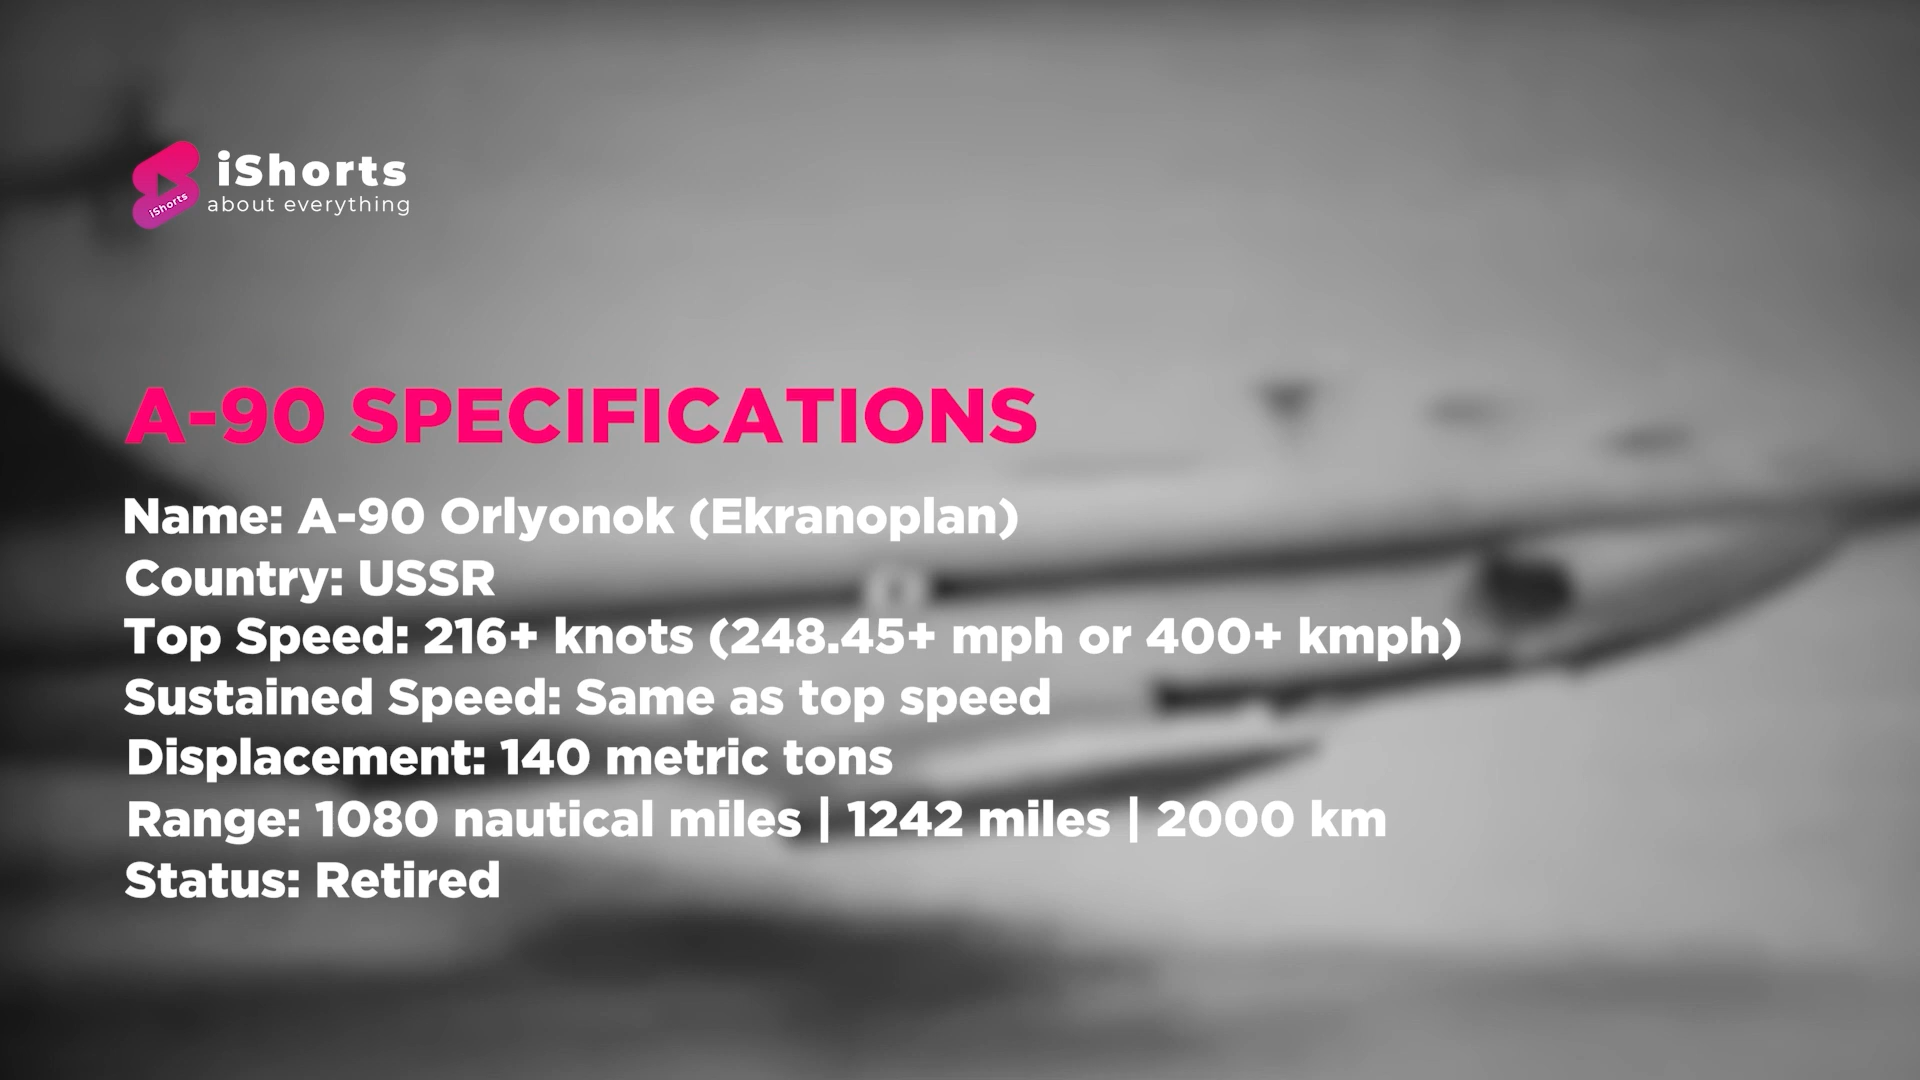 iShorts
iShorts
about everything
A-90 SPECIFICATIONS
Name: A-90 Orlyonok (Ekranoplan)
Country: USSR
Top Speed: 216+ knots (248.45+ mph or 400+ kmph)
Sustained Speed: Same as top speed
Displacement: 140 metric tons
Range: 1080 nautical miles | 1242 miles | 2000 km
Status: Retired